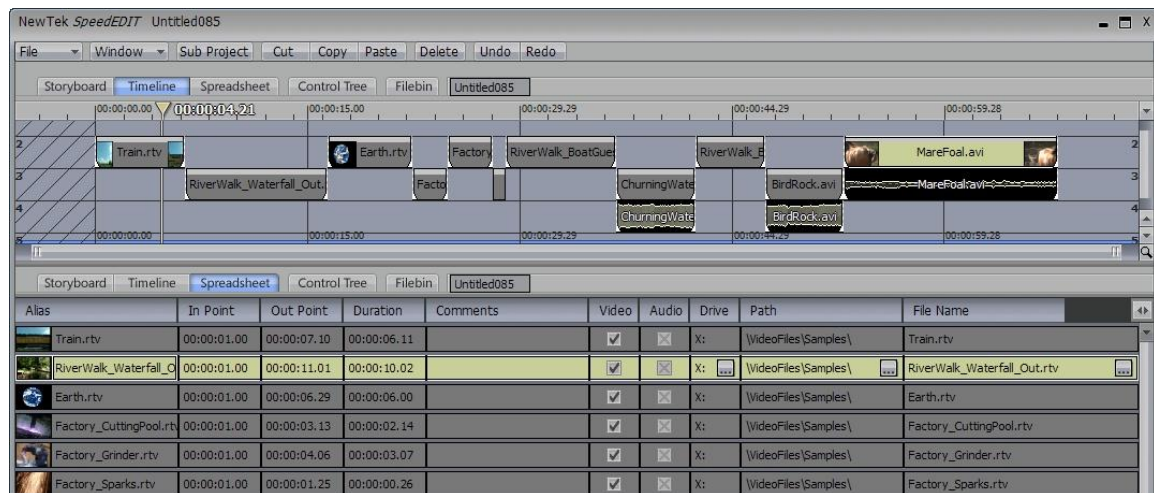 NewTek SpeedEDIT Untitled085
File Window Sub Project Cut Copy Paste Delete Undo Redo
Storyboard Timeline Spreadsheet Control Tree Filebin Untitled085
00:00:00.00 00:00:04.21 00:00:15.00 00:00:29.29 00:00:44.29 00:00:59.28
2 Train.rtv Earth.rtv Factory RiverWalk_BoatGues RiverWalk_B MareFoal.avi 2
3 RiverWalk_Waterfall_Out. Facto ChurningWate BirdRock.avi MareFoal.avi 3
4 ChurningWate BirdRock.avi 4
5 00:00:00.00 00:00:15.00 00:00:29.29 00:00:44.29 00:00:59.28 5
Storyboard Timeline Spreadsheet Control Tree Filebin Untitled085
Alias In Point Out Point Duration Comments Video Audio Drive Path File Name
Train.rtv 00:00:01.00 00:00:07.10 00:00:06.11 X: \VideoFiles\Samples\ Train.rtv
RiverWalk_Waterfall_O 00:00:01.00 00:00:11.01 00:00:10.02 X: ... \VideoFiles\Samples\ ... RiverWalk_Waterfall_Out.rtv ...
Earth.rtv 00:00:01.00 00:00:06.29 00:00:06.00 X: \VideoFiles\Samples\ Earth.rtv
Factory_CuttingPool.rtv 00:00:01.00 00:00:03.13 00:00:02.14 X: \VideoFiles\Samples\ Factory_CuttingPool.rtv
Factory_Grinder.rtv 00:00:01.00 00:00:04.06 00:00:03.07 X: \VideoFiles\Samples\ Factory_Grinder.rtv
Factory_Sparks.rtv 00:00:01.00 00:00:01.25 00:00:00.26 X: \VideoFiles\Samples\ Factory_Sparks.rtv